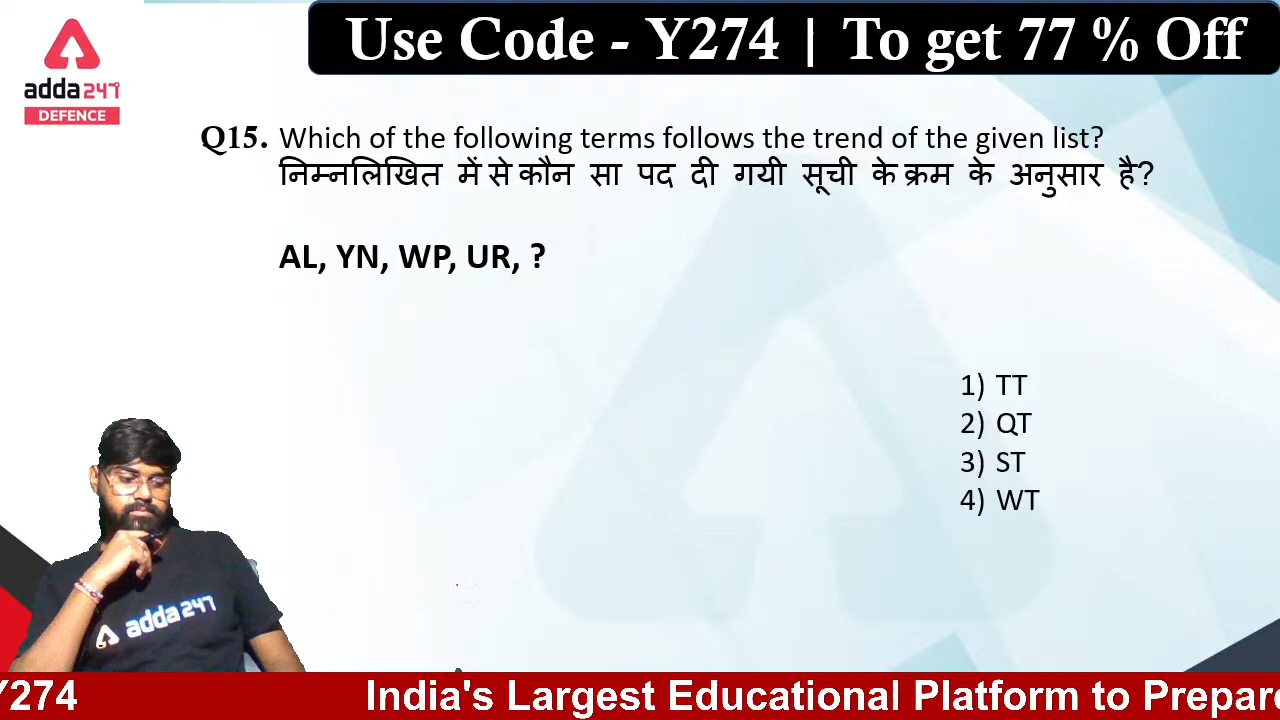 Use Code - Y274 | To get 77 % Off
adda247
DEFENCE
Q15. Which of the following terms follows the trend of the given list?
निम्नलिखित में से कौन सा पद दी गयी सूची के क्रम के अनुसार है?
AL, YN, WP, UR, ?
1) TT
2) QT
3) ST
4) WT
adda247
Y274 India's Largest Educational Platform to Prepare